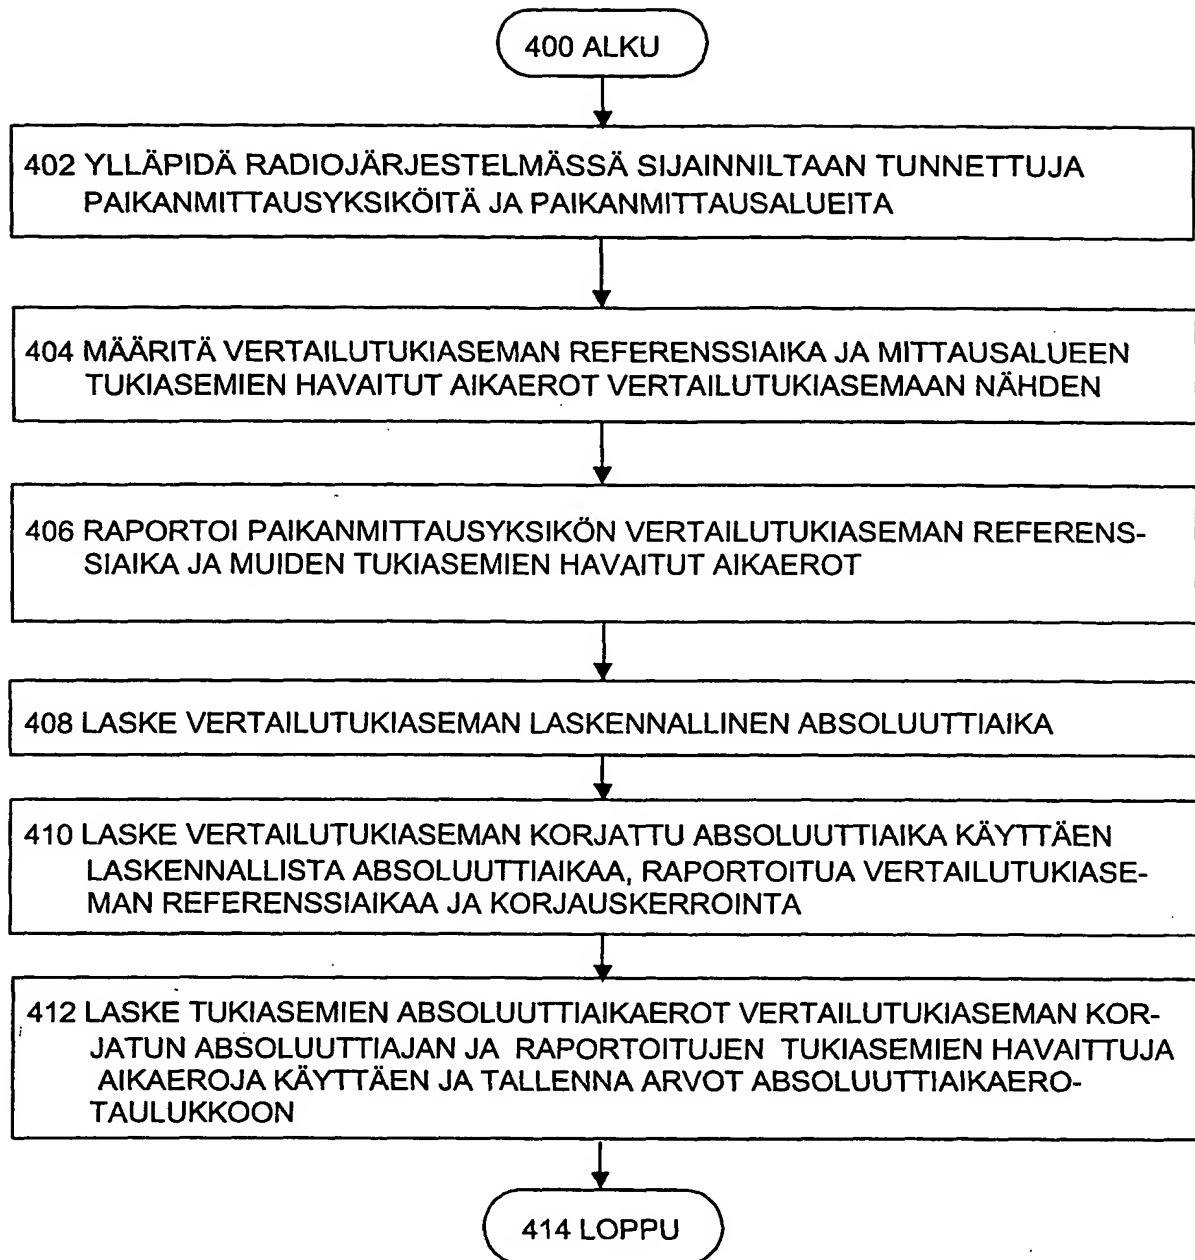 400 ALKU
402 YLLÄPIDÄ RADIOJÄRJESTELMÄSSÄ SIJAINNILTAAN TUNNETTUJA
PAIKANMITTAUSYKSIKÖITÄ JA PAIKANMITTAUSALUEITA
404 MÄÄRITÄ VERTAILUTUKIASEMAN REFERENSSIAIKA JA MITTAUSALUEEN
TUKIASEMIEN HAVAITUT AIKAEROT VERTAILUTUKIASEMAAN NÄHDEN
406 RAPORTOI PAIKANMITTAUSYKSIKÖN VERTAILUTUKIASEMAN REFERENS-
SIAIKA JA MUIDEN TUKIASEMIEN HAVAITUT AIKAEROT
408 LASKE VERTAILUTUKIASEMAN LASKENNALLINEN ABSOLUUTTIAIKA
410 LASKE VERTAILUTUKIASEMAN KORJATTU ABSOLUUTTIAIKA KÄYTTÄEN
LASKENNALLISTA ABSOLUUTTIAIKAA, RAPORTOITUA VERTAILUTUKIASE-
MAN REFERENSSIAIKAA JA KORJAUSKERROINTA
412 LASKE TUKIASEMIEN ABSOLUUTTIAIKAEROT VERTAILUTUKIASEMAN KOR-
JATUN ABSOLUUTTIAJAN JA RAPORTOITUJEN TUKIASEMIEN HAVAITTUJA
AIKAEROJA KÄYTTÄEN JA TALLENNA ARVOT ABSOLUUTTIAIKAERO-
TAULUKKOON
414 LOPPU